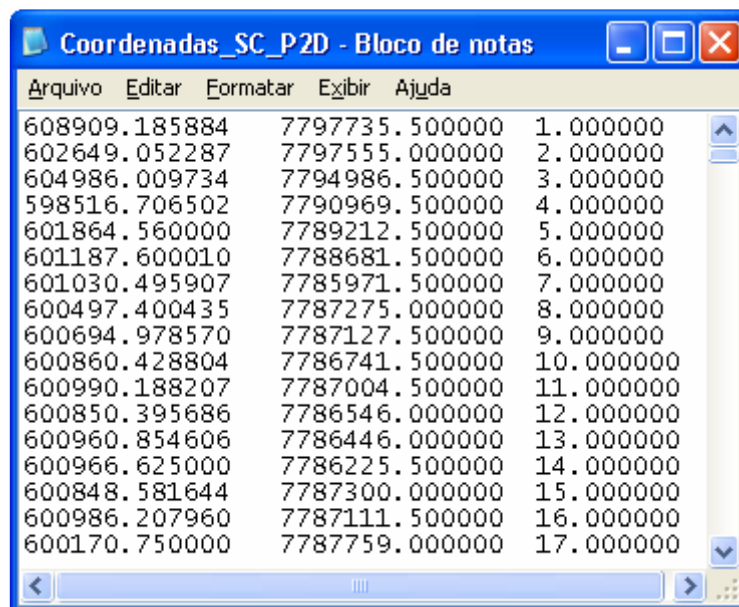 Coordenadas_SC_P2D - Bloco de notas
Arquivo Editar Formatar Exibir Ajuda
608909.185884 7797735.500000 1.000000
602649.052287 7797555.000000 2.000000
604986.009734 7794986.500000 3.000000
598516.706502 7790969.500000 4.000000
601864.560000 7789212.500000 5.000000
601187.600010 7788681.500000 6.000000
601030.495907 7785971.500000 7.000000
600497.400435 7787275.000000 8.000000
600694.978570 7787127.500000 9.000000
600860.428804 7786741.500000 10.000000
600990.188207 7787004.500000 11.000000
600850.395686 7786546.000000 12.000000
600960.854606 7786446.000000 13.000000
600966.625000 7786225.500000 14.000000
600848.581644 7787300.000000 15.000000
600986.207960 7787111.500000 16.000000
600170.750000 7787759.000000 17.000000